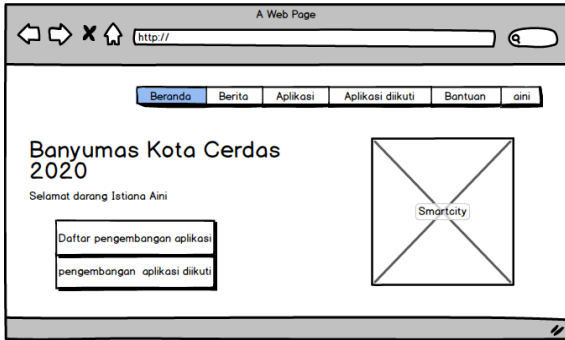 A Web Page
http://
Beranda Berita Aplikasi Aplikasi diikuti Bantuan aini
Banyumas Kota Cerdas
2020
Selamat darang Istiana Aini
Smartcity
Daftar pengembangan aplikasi
pengembangan aplikasi diikuti